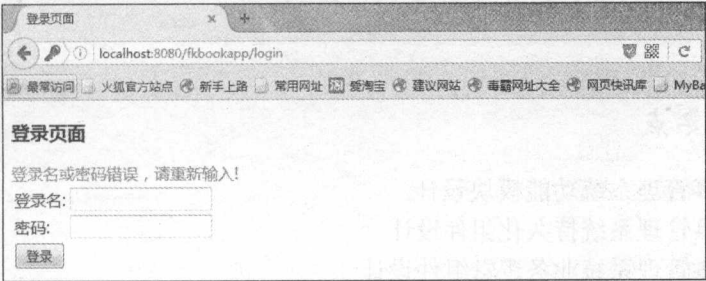 登录页面
localhost:8080/fkbookapp/login
最常访问 火狐官方站点 新手上路 常用网址 爱淘宝 建议网站 毒霸网址大全 网页快讯库 MyBa
登录页面
登录名或密码错误，请重新输入!
登录名:
密码:
登录